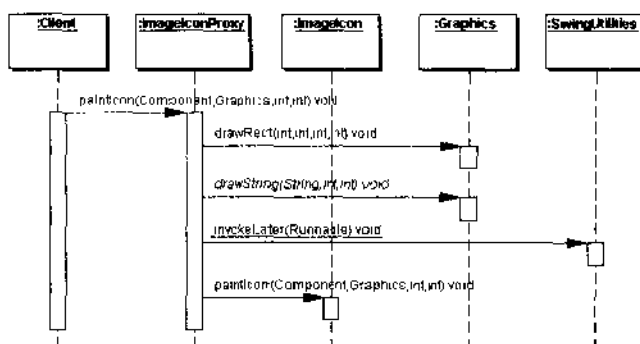 :Client
:ImageIconProxy
:ImageIcon
:Graphics
:SwingUtilities
paintIcon(Component,Graphics,int,int) void
drawRect(int,int,int,int) void
drawString(String,int,int) void
invokeLater(Runnable) void
paintIcon(Component,Graphics,int,int) void